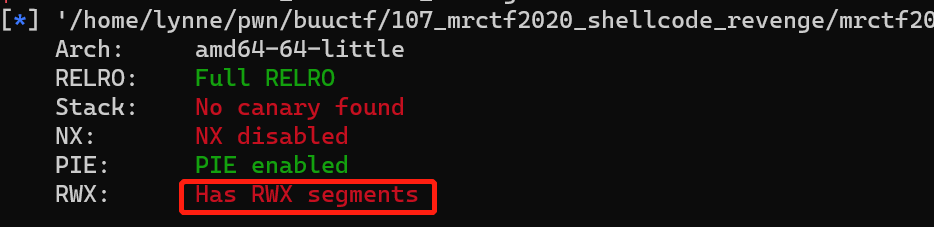 [*] '/home/lynne/pwn/buuctf/107_mrctf2020_shellcode_revenge/mrctf20
Arch: amd64-64-little
RELRO: Full RELRO
Stack: No canary found
NX: NX disabled
PIE: PIE enabled
RWX: Has RWX segments